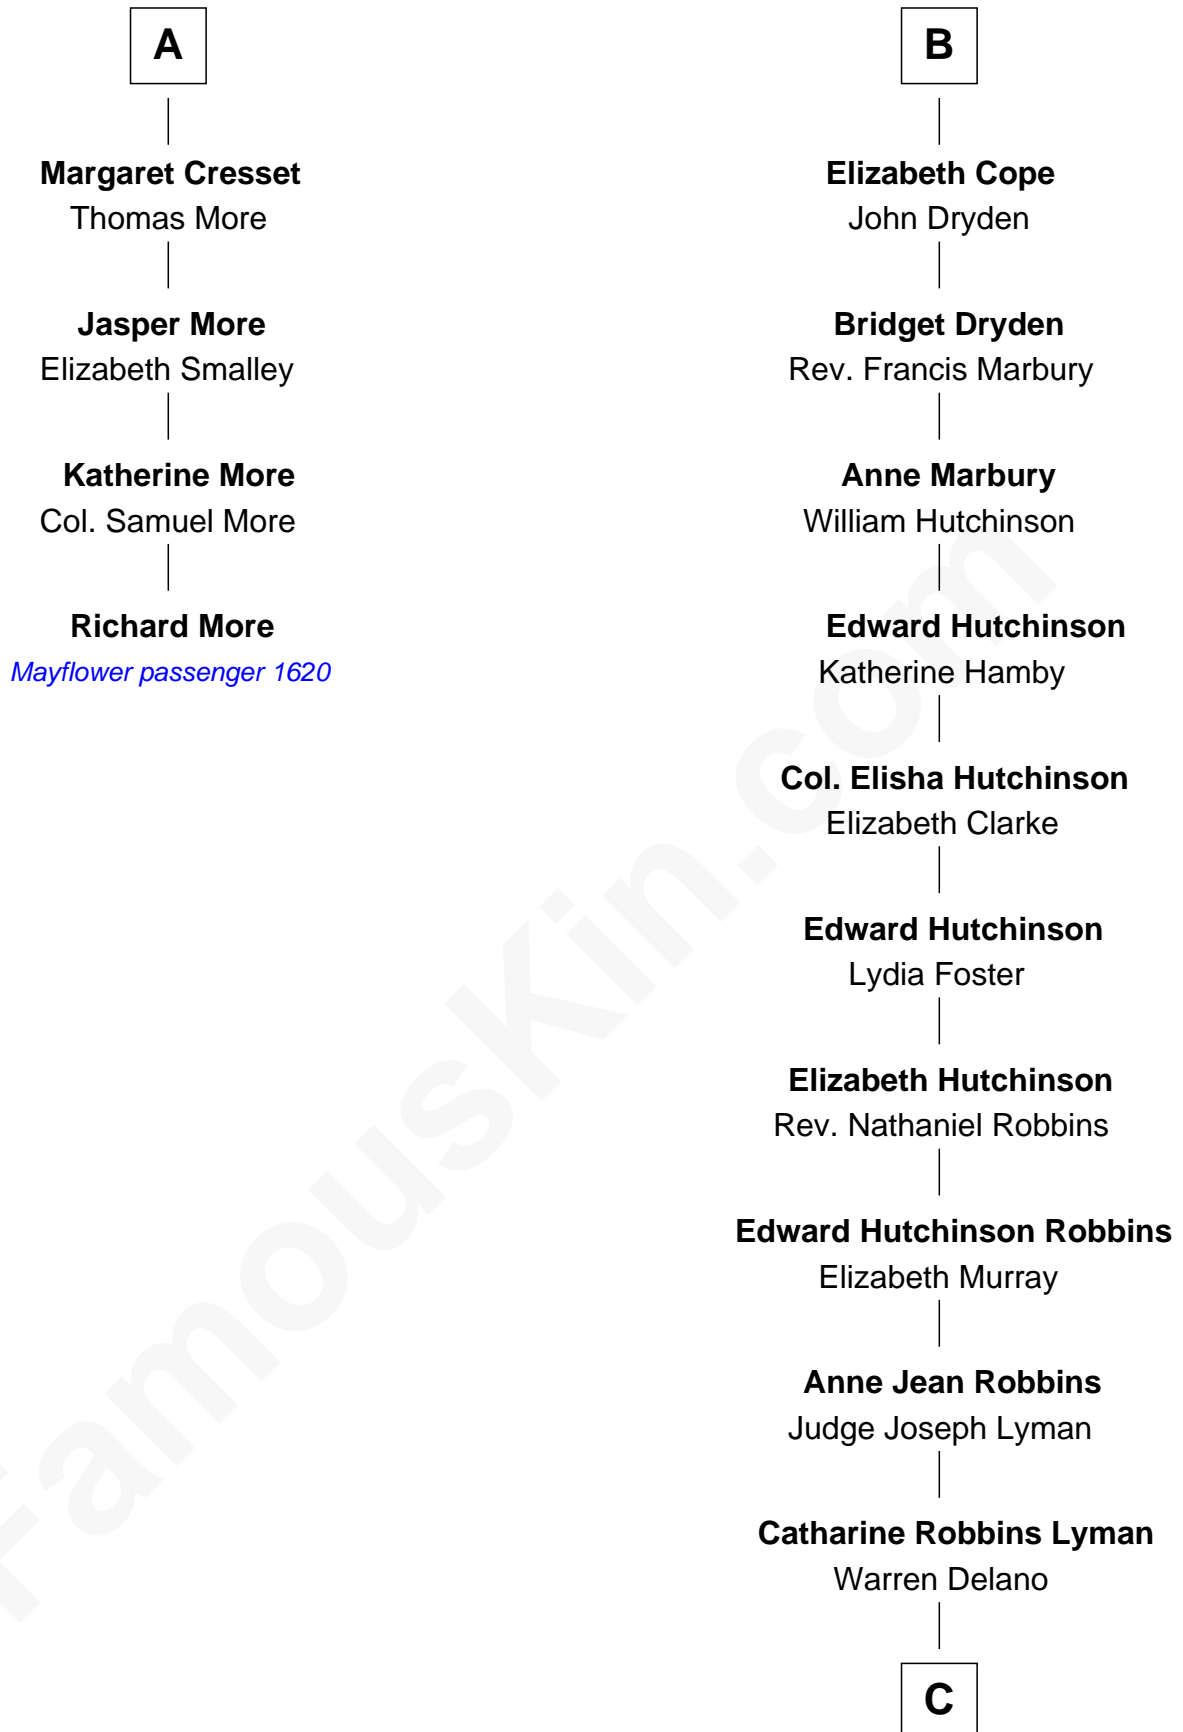 A
Margaret Cresset
Thomas More
Jasper More
Elizabeth Smalley
Katherine More
Col. Samuel More
Richard More
Mayflower passenger 1620
B
Elizabeth Cope
John Dryden
Bridget Dryden
Rev. Francis Marbury
Anne Marbury
William Hutchinson
Edward Hutchinson
Katherine Hamby
Col. Elisha Hutchinson
Elizabeth Clarke
Edward Hutchinson
Lydia Foster
Elizabeth Hutchinson
Rev. Nathaniel Robbins
Edward Hutchinson Robbins
Elizabeth Murray
Anne Jean Robbins
Judge Joseph Lyman
Catharine Robbins Lyman
Warren Delano
C
FamousKin.com